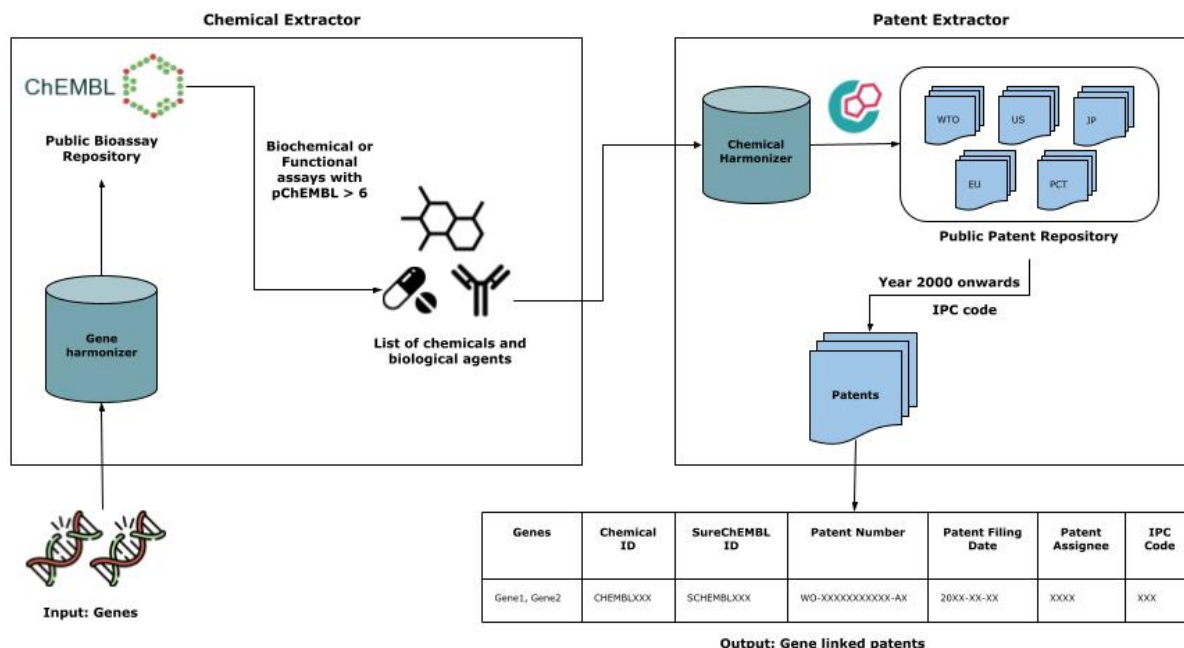 Chemical Extractor
ChEMBL
Public Bioassay
Repository
Biochemical or
Functional
assays with
pChEMBL > 6
Gene
harmonizer
List of chemicals and
biological agents
Input: Genes
Patent Extractor
Chemical
Harmonizer
WTO
US
JP
EU
PCT
Public Patent Repository
Year 2000 onwards
IPC code
Patents
Genes
Chemical
ID
SureChEMBL
ID
Patent Number
Patent Filing
Date
Patent
Assignee
IPC
Code
Gene1, Gene2
CHEMBLXXX
SCHEMBLXXX
WO-XXXXXXXXXXX-AX
20XX-XX-XX
XXXX
XXX
Output: Gene linked patents